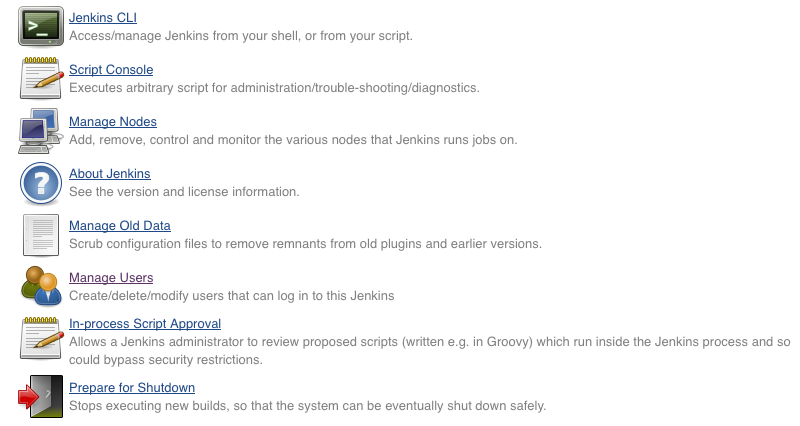 Jenkins CLI
Access/manage Jenkins from your shell, or from your script.
Script Console
Executes arbitrary script for administration/trouble-shooting/diagnostics.
Manage Nodes
Add, remove, control and monitor the various nodes that Jenkins runs jobs on.
About Jenkins
See the version and license information.
Manage Old Data
Scrub configuration files to remove remnants from old plugins and earlier versions.
Manage Users
Create/delete/modify users that can log in to this Jenkins
In-process Script Approval
Allows a Jenkins administrator to review proposed scripts (written e.g. in Groovy) which run inside the Jenkins process and so
could bypass security restrictions.
Prepare for Shutdown
Stops executing new builds, so that the system can be eventually shut down safely.